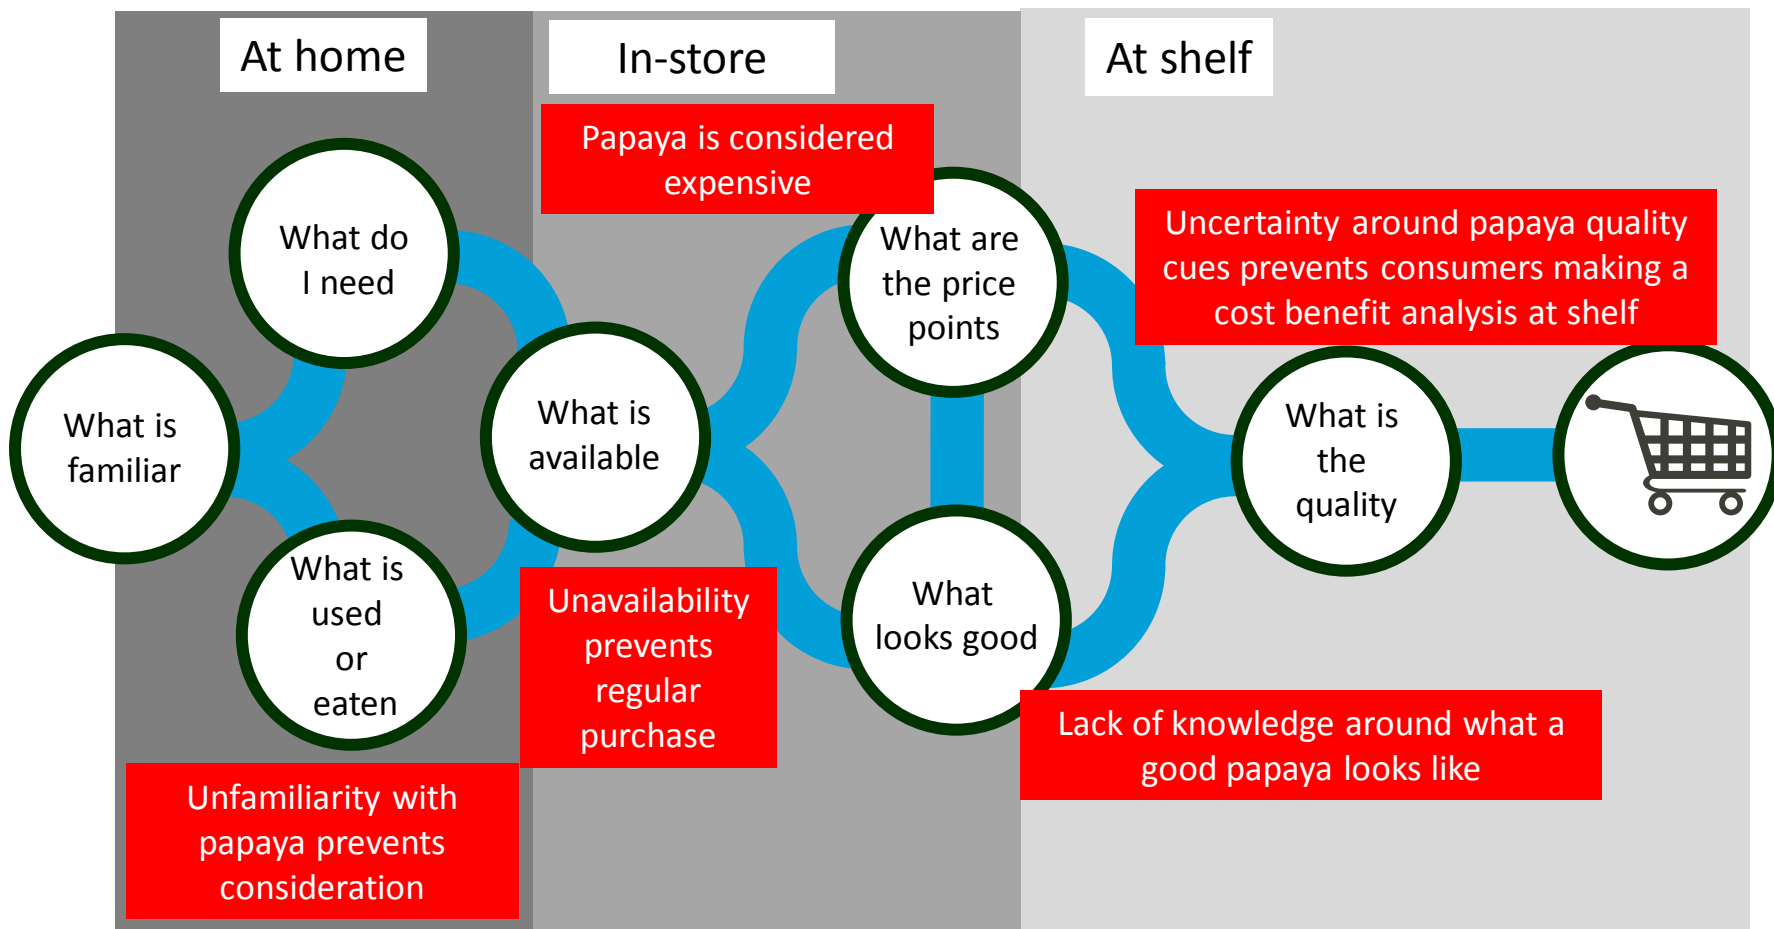 At home
In-store
At shelf
Papaya is considered
expensive
Uncertainty around papaya quality
cues prevents consumers making a
cost benefit analysis at shelf
What do
I need
What are
the price
points
What is
familiar
What is
available
What is
the
quality
What is
used
or
eaten
What
looks good
Unavailability
prevents
regular
purchase
Lack of knowledge around what a
good papaya looks like
Unfamiliarity with
papaya prevents
consideration